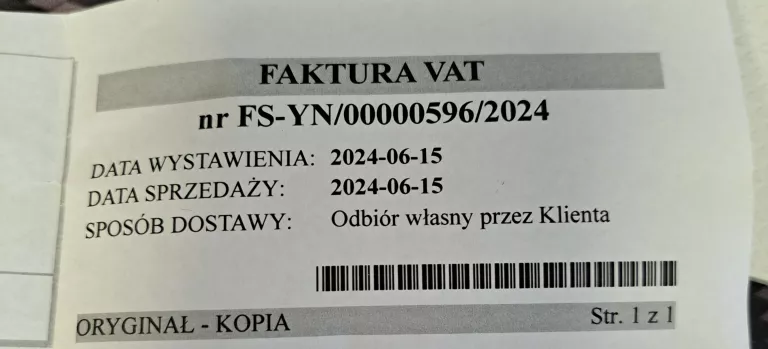 FAKTURA VAT
nr FS-YN/00000596/2024
DATA WYSTAWIENIA: 2024-06-15
DATA SPRZEDAŻY: 2024-06-15
SPOSÓB DOSTAWY: Odbiór własny przez Klienta
ORYGINAŁ - KOPIA Str. 1 z 1